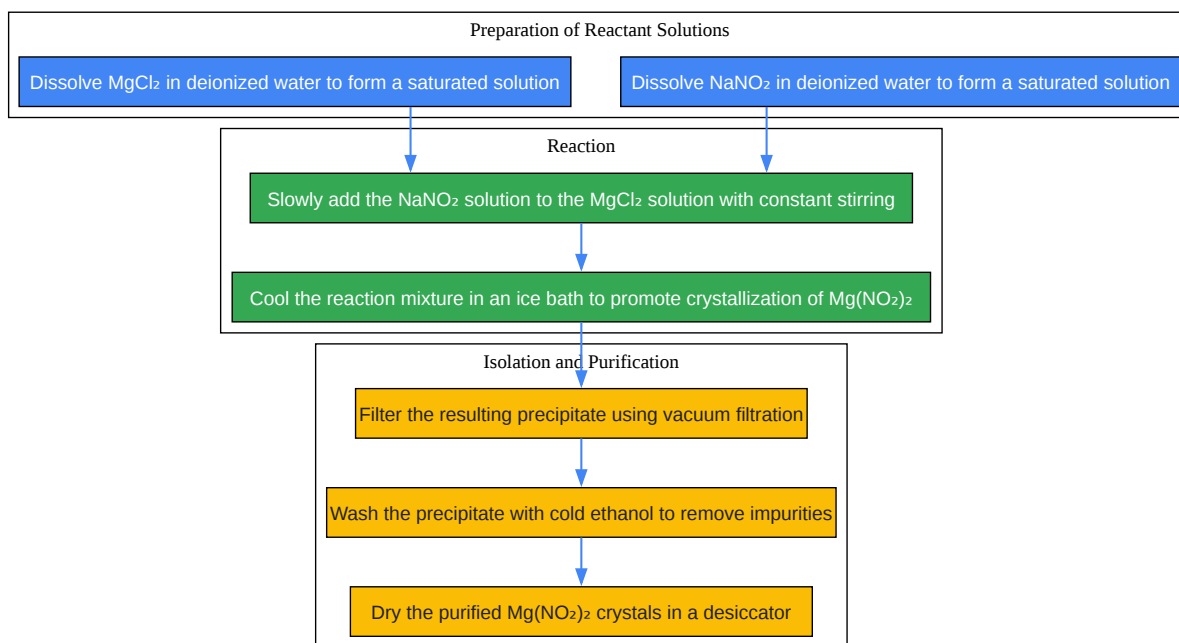 Preparation of Reactant Solutions
Dissolve MgCl₂ in deionized water to form a saturated solution
Dissolve NaNO₂ in deionized water to form a saturated solution
Reaction
Slowly add the NaNO₂ solution to the MgCl₂ solution with constant stirring
Cool the reaction mixture in an ice bath to promote crystallization of Mg(NO₂)₂
Isolation and Purification
Filter the resulting precipitate using vacuum filtration
Wash the precipitate with cold ethanol to remove impurities
Dry the purified Mg(NO₂)₂ crystals in a desiccator